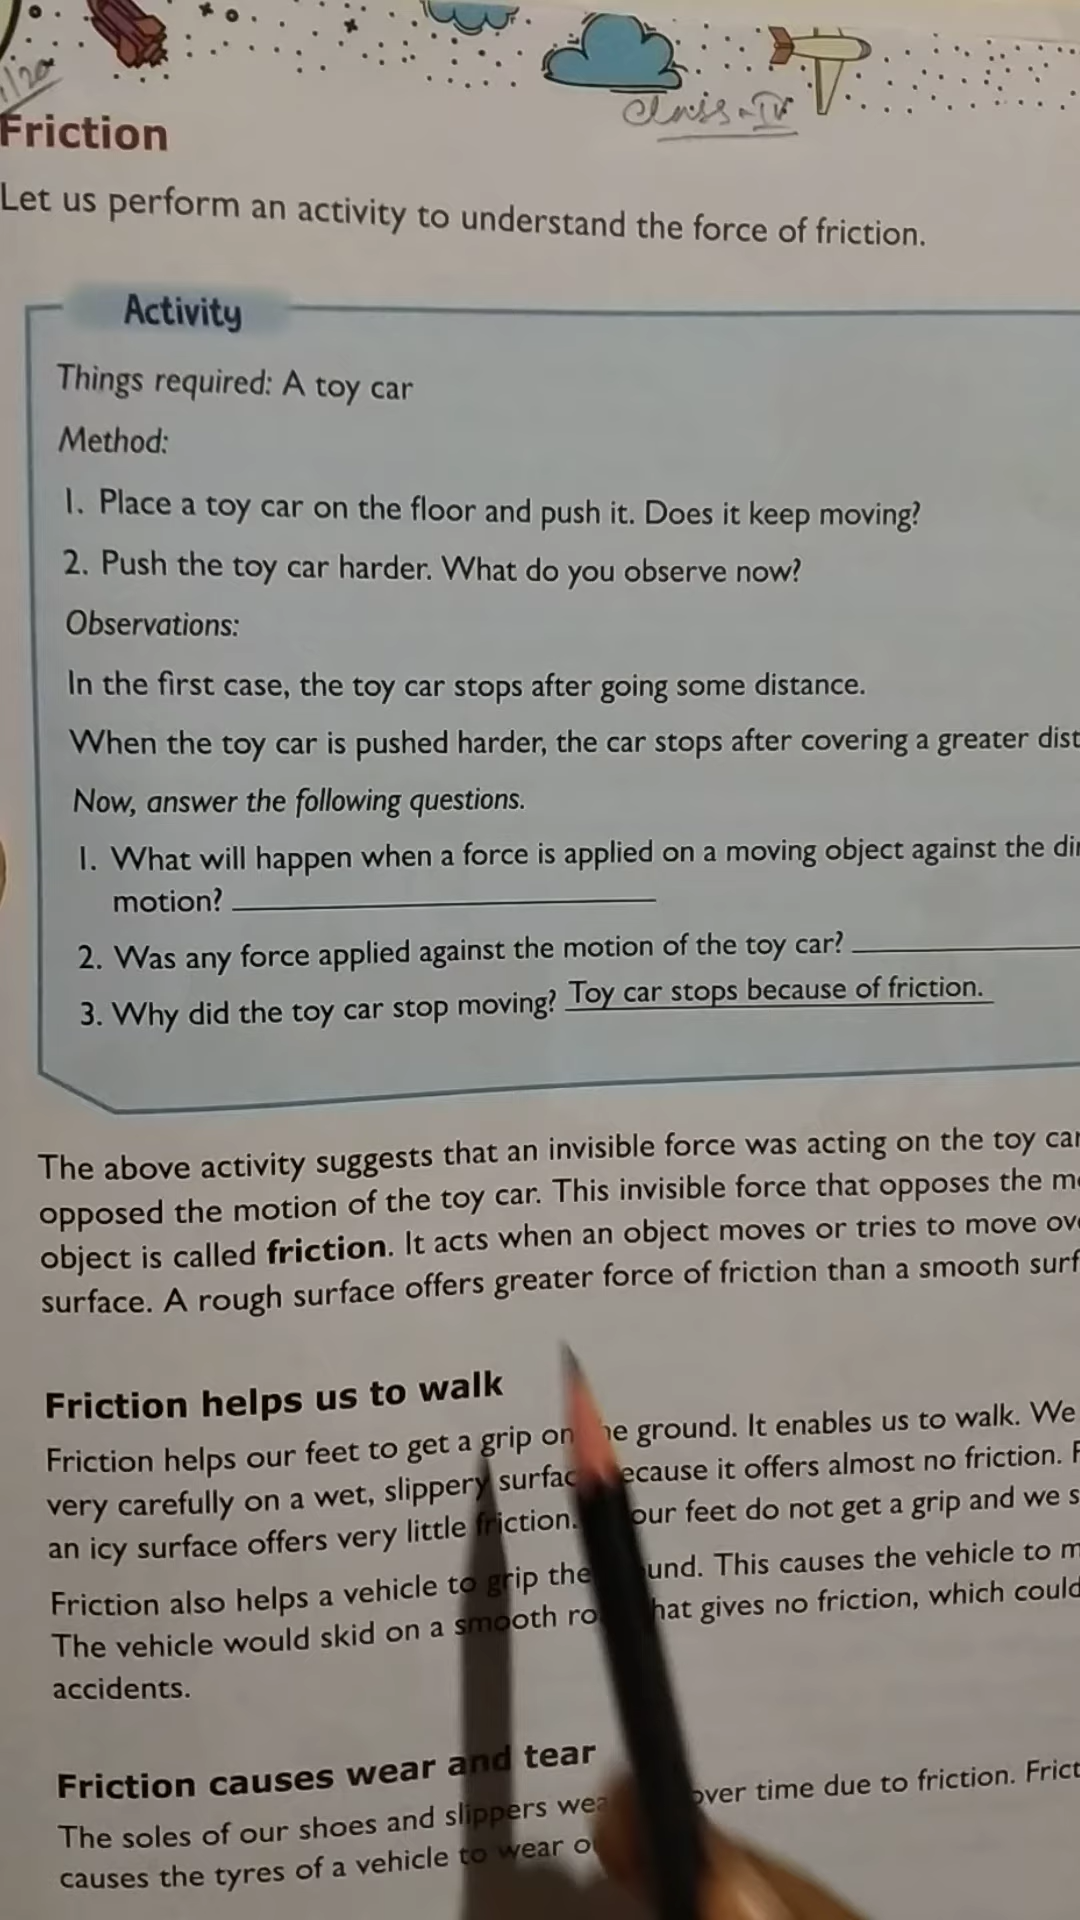 /20
Class-IV
Friction
Let us perform an activity to understand the force of friction.
Activity
Things required: A toy car
Method:
1. Place a toy car on the floor and push it. Does it keep moving?
2. Push the toy car harder. What do you observe now?
Observations:
In the first case, the toy car stops after going some distance.
When the toy car is pushed harder, the car stops after covering a greater dist
Now, answer the following questions.
1. What will happen when a force is applied on a moving object against the
motion?
2. Was any force applied against the motion of the toy car?
3. Why did the toy car stop moving? Toy car stops because of friction.
The above activity suggests that an invisible force was acting on the toy car
opposed the motion of the toy car. This invisible force that opposes the
object is called friction. It acts when an object moves or tries to move
surface. A rough surface offers greater force of friction than a smooth surf
Friction helps us to walk
Friction helps our feet to get a grip on ground. It enables us to walk. We
very carefully on a wet, slippery surfac ecause it offers almost no friction.
an icy surface offers very little friction. our feet do not get a grip and we
Friction also helps a vehicle to grip the und. This causes the vehicle to
The vehicle would skid on a smooth ro hat gives no friction, which could
accidents.
Friction causes wear and tear
The soles of our shoes and slippers wea over time due to friction. Frict
causes the tyres of a vehicle to wear